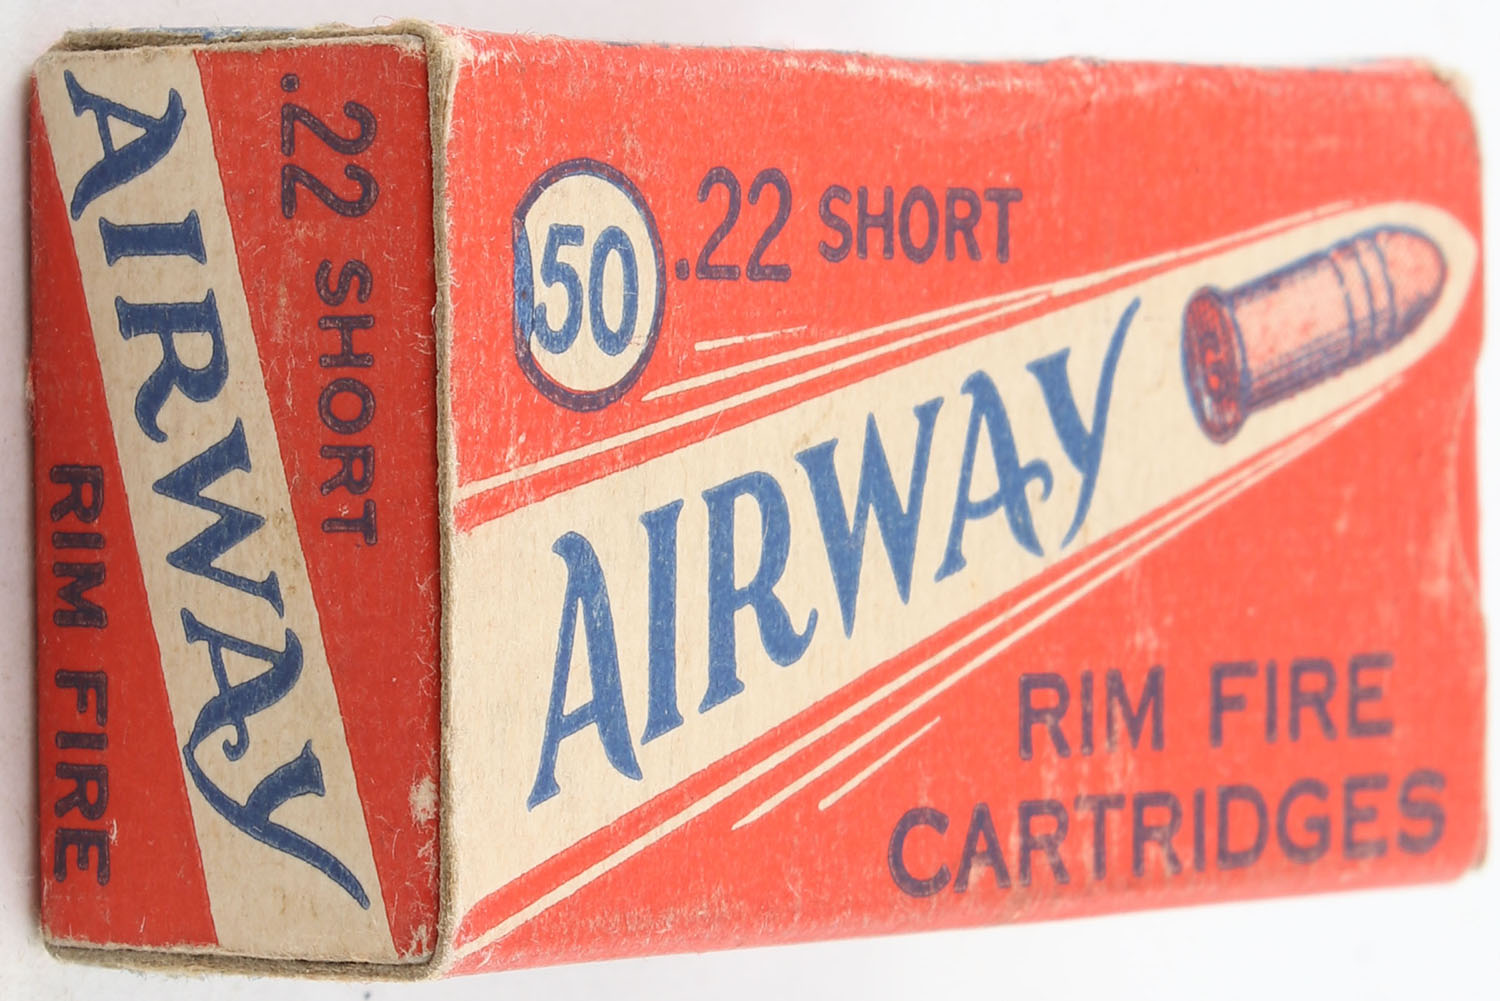 50
.22 SHORT
AIRWAY
RIM FIRE
CARTRIDGES
.22 SHORT
AIRWAY
RIM FIRE